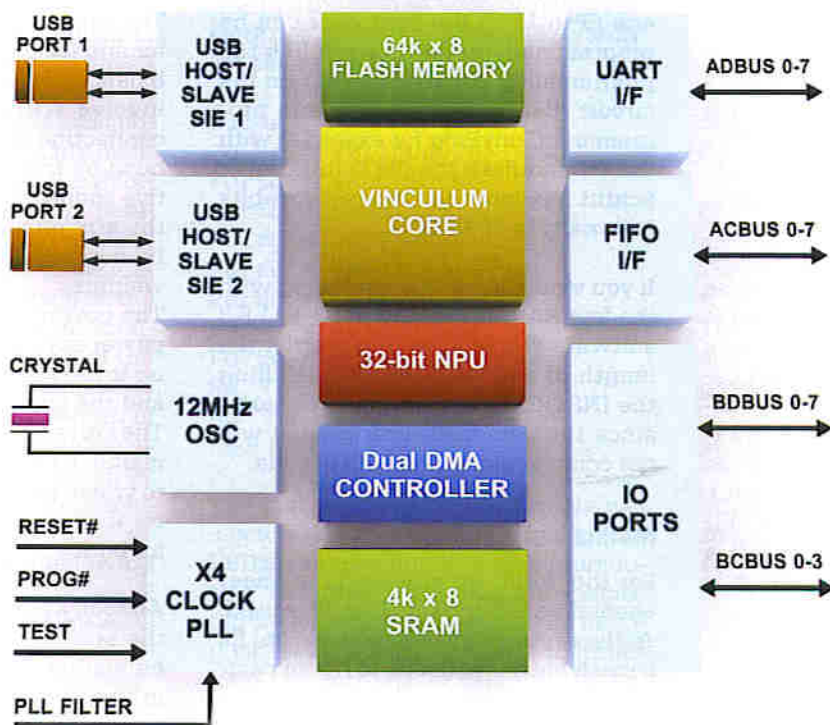 USB
PORT 1
USB
HOST/
SLAVE
SIE 1
USB
PORT 2
USB
HOST/
SLAVE
SIE 2
CRYSTAL
12MHz
OSC
RESET#
PROG#
TEST
PLL FILTER
X4
CLOCK
PLL
64k x 8
FLASH MEMORY
VINCULUM
CORE
32-bit NPU
Dual DMA
CONTROLLER
4k x 8
SRAM
UART
I/F
ADBUS 0-7
FIFO
I/F
ACBUS 0-7
IO
PORTS
BDBUS 0-7
BCBUS 0-3